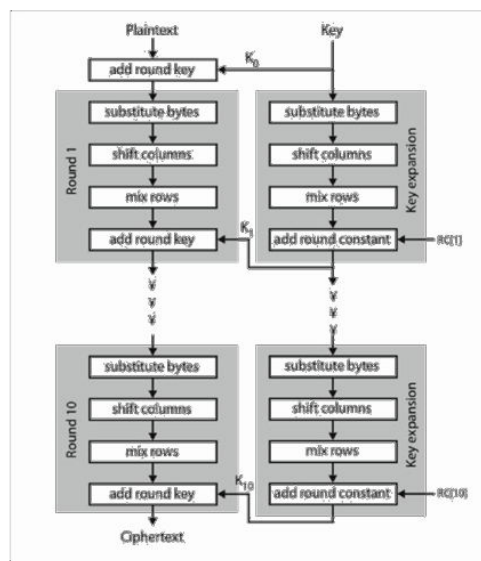 Plaintext
Key
K0
add round key
Round 1
substitute bytes
shift columns
mix rows
add round key
K1
Key expansion
substitute bytes
shift columns
mix rows
add round constant
RC[1]
¥ ¥
¥ ¥
¥ ¥
Round 10
substitute bytes
shift columns
mix rows
add round key
K10
Key expansion
substitute bytes
shift columns
mix rows
add round constant
RC[10]
Ciphertext